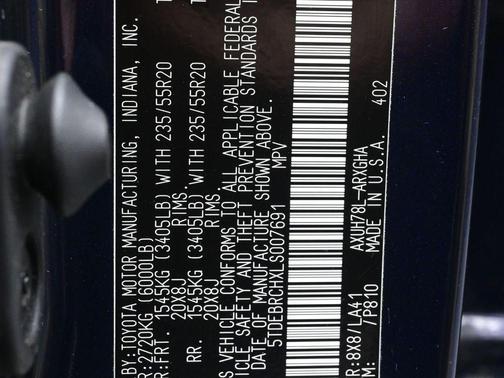 BY:TOYOTA MOTOR MANUFACTURING, INDIANA, INC.
R:2720KG (6000LB)
R:FRT. 1545KG (3405LB) WITH 235/55R20
20X8J RIMS.
RR. 1545KG (3405LB) WITH 235/55R20
20X8J RIMS.
S VEHICLE CONFORMS TO ALL APPLICABLE FEDERAL
ICLE SAFETY AND THEFT PREVENTION STANDARDS
DATE OF MANUFACTURE SHOWN ABOVE.
5TDEBRCHXLS007691 MPV
402
R:8X8/LA41 AXUH78L-ARXGHA
M: /P810 MADE IN U.S.A.